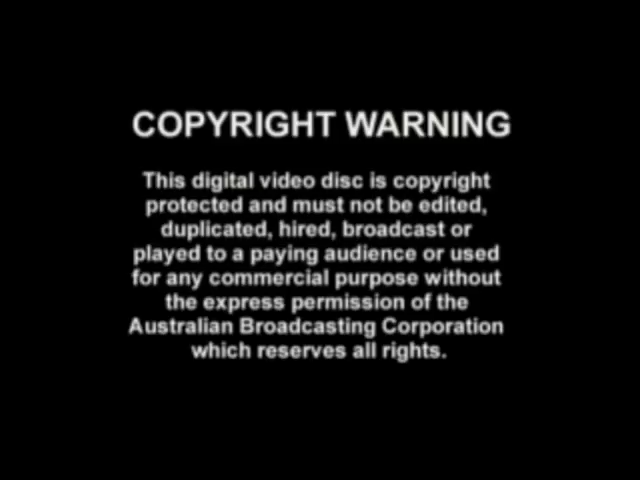 COPYRIGHT WARNING
This digital video disc is copyright
protected and must not be edited,
duplicated, hired, broadcast or
played to a paying audience or used
for any commercial purpose without
the express permission of the
Australian Broadcasting Corporation
which reserves all rights.